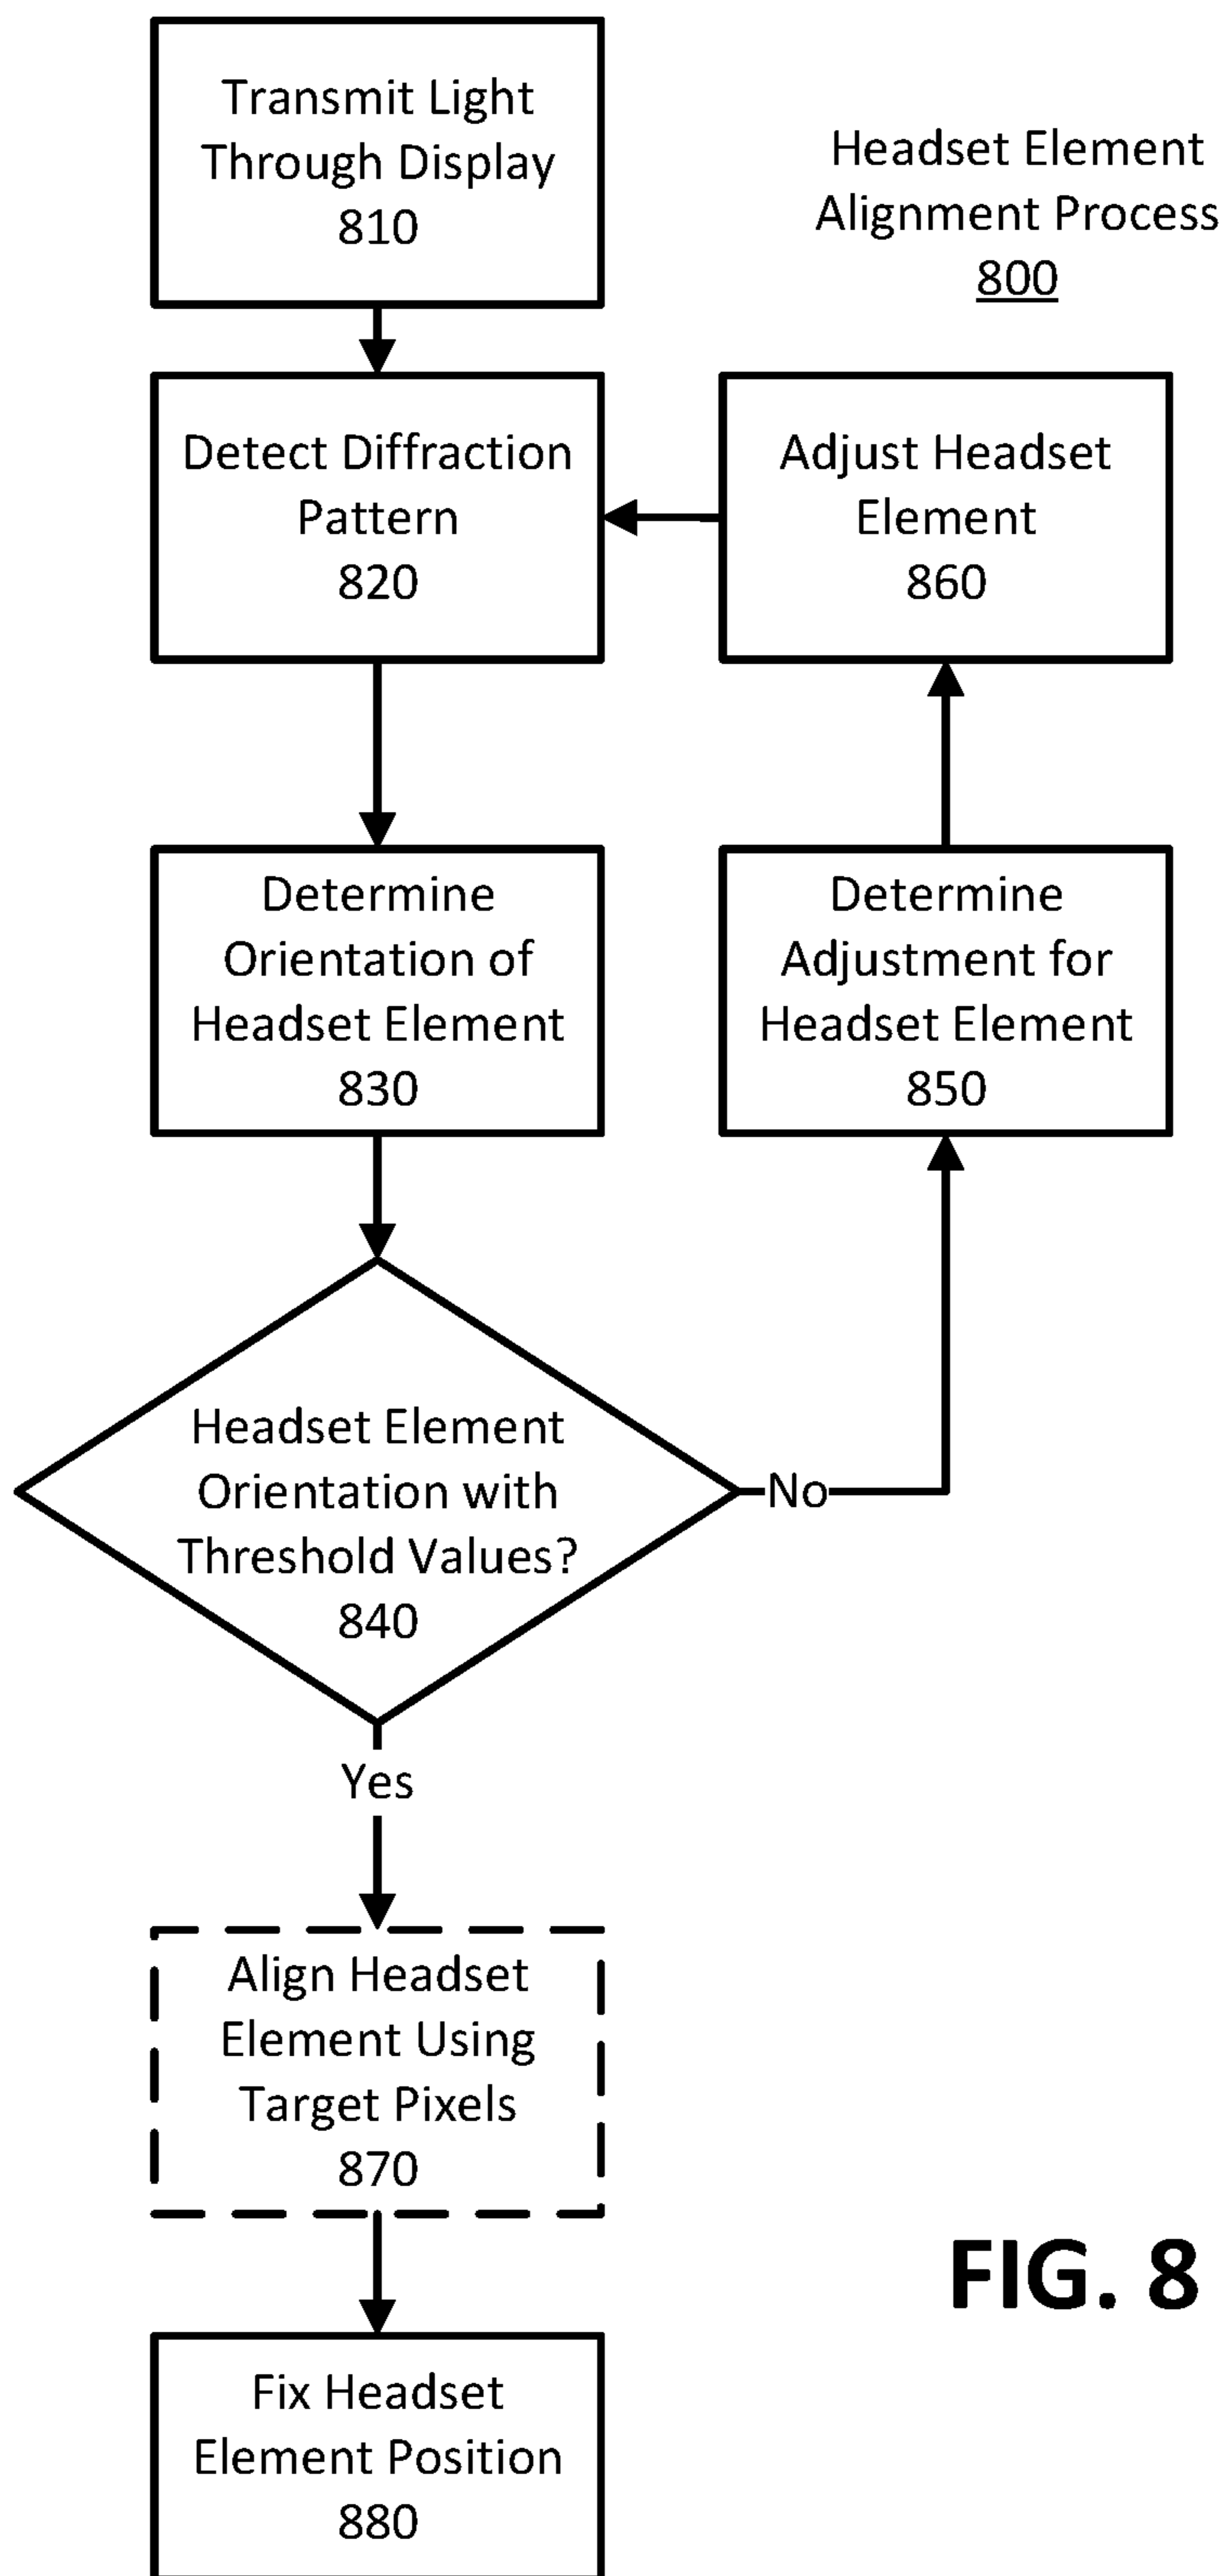 Transmit Light
Through Display
810
Headset Element
Alignment Process
800
Detect Diffraction
Pattern
820
Adjust Headset
Element
860
Determine
Orientation of
Headset Element
830
Determine
Adjustment for
Headset Element
850
Headset Element
Orientation with
Threshold Values?
840
No
Yes
Align Headset
Element Using
Target Pixels
870
FIG. 8
Fix Headset
Element Position
880